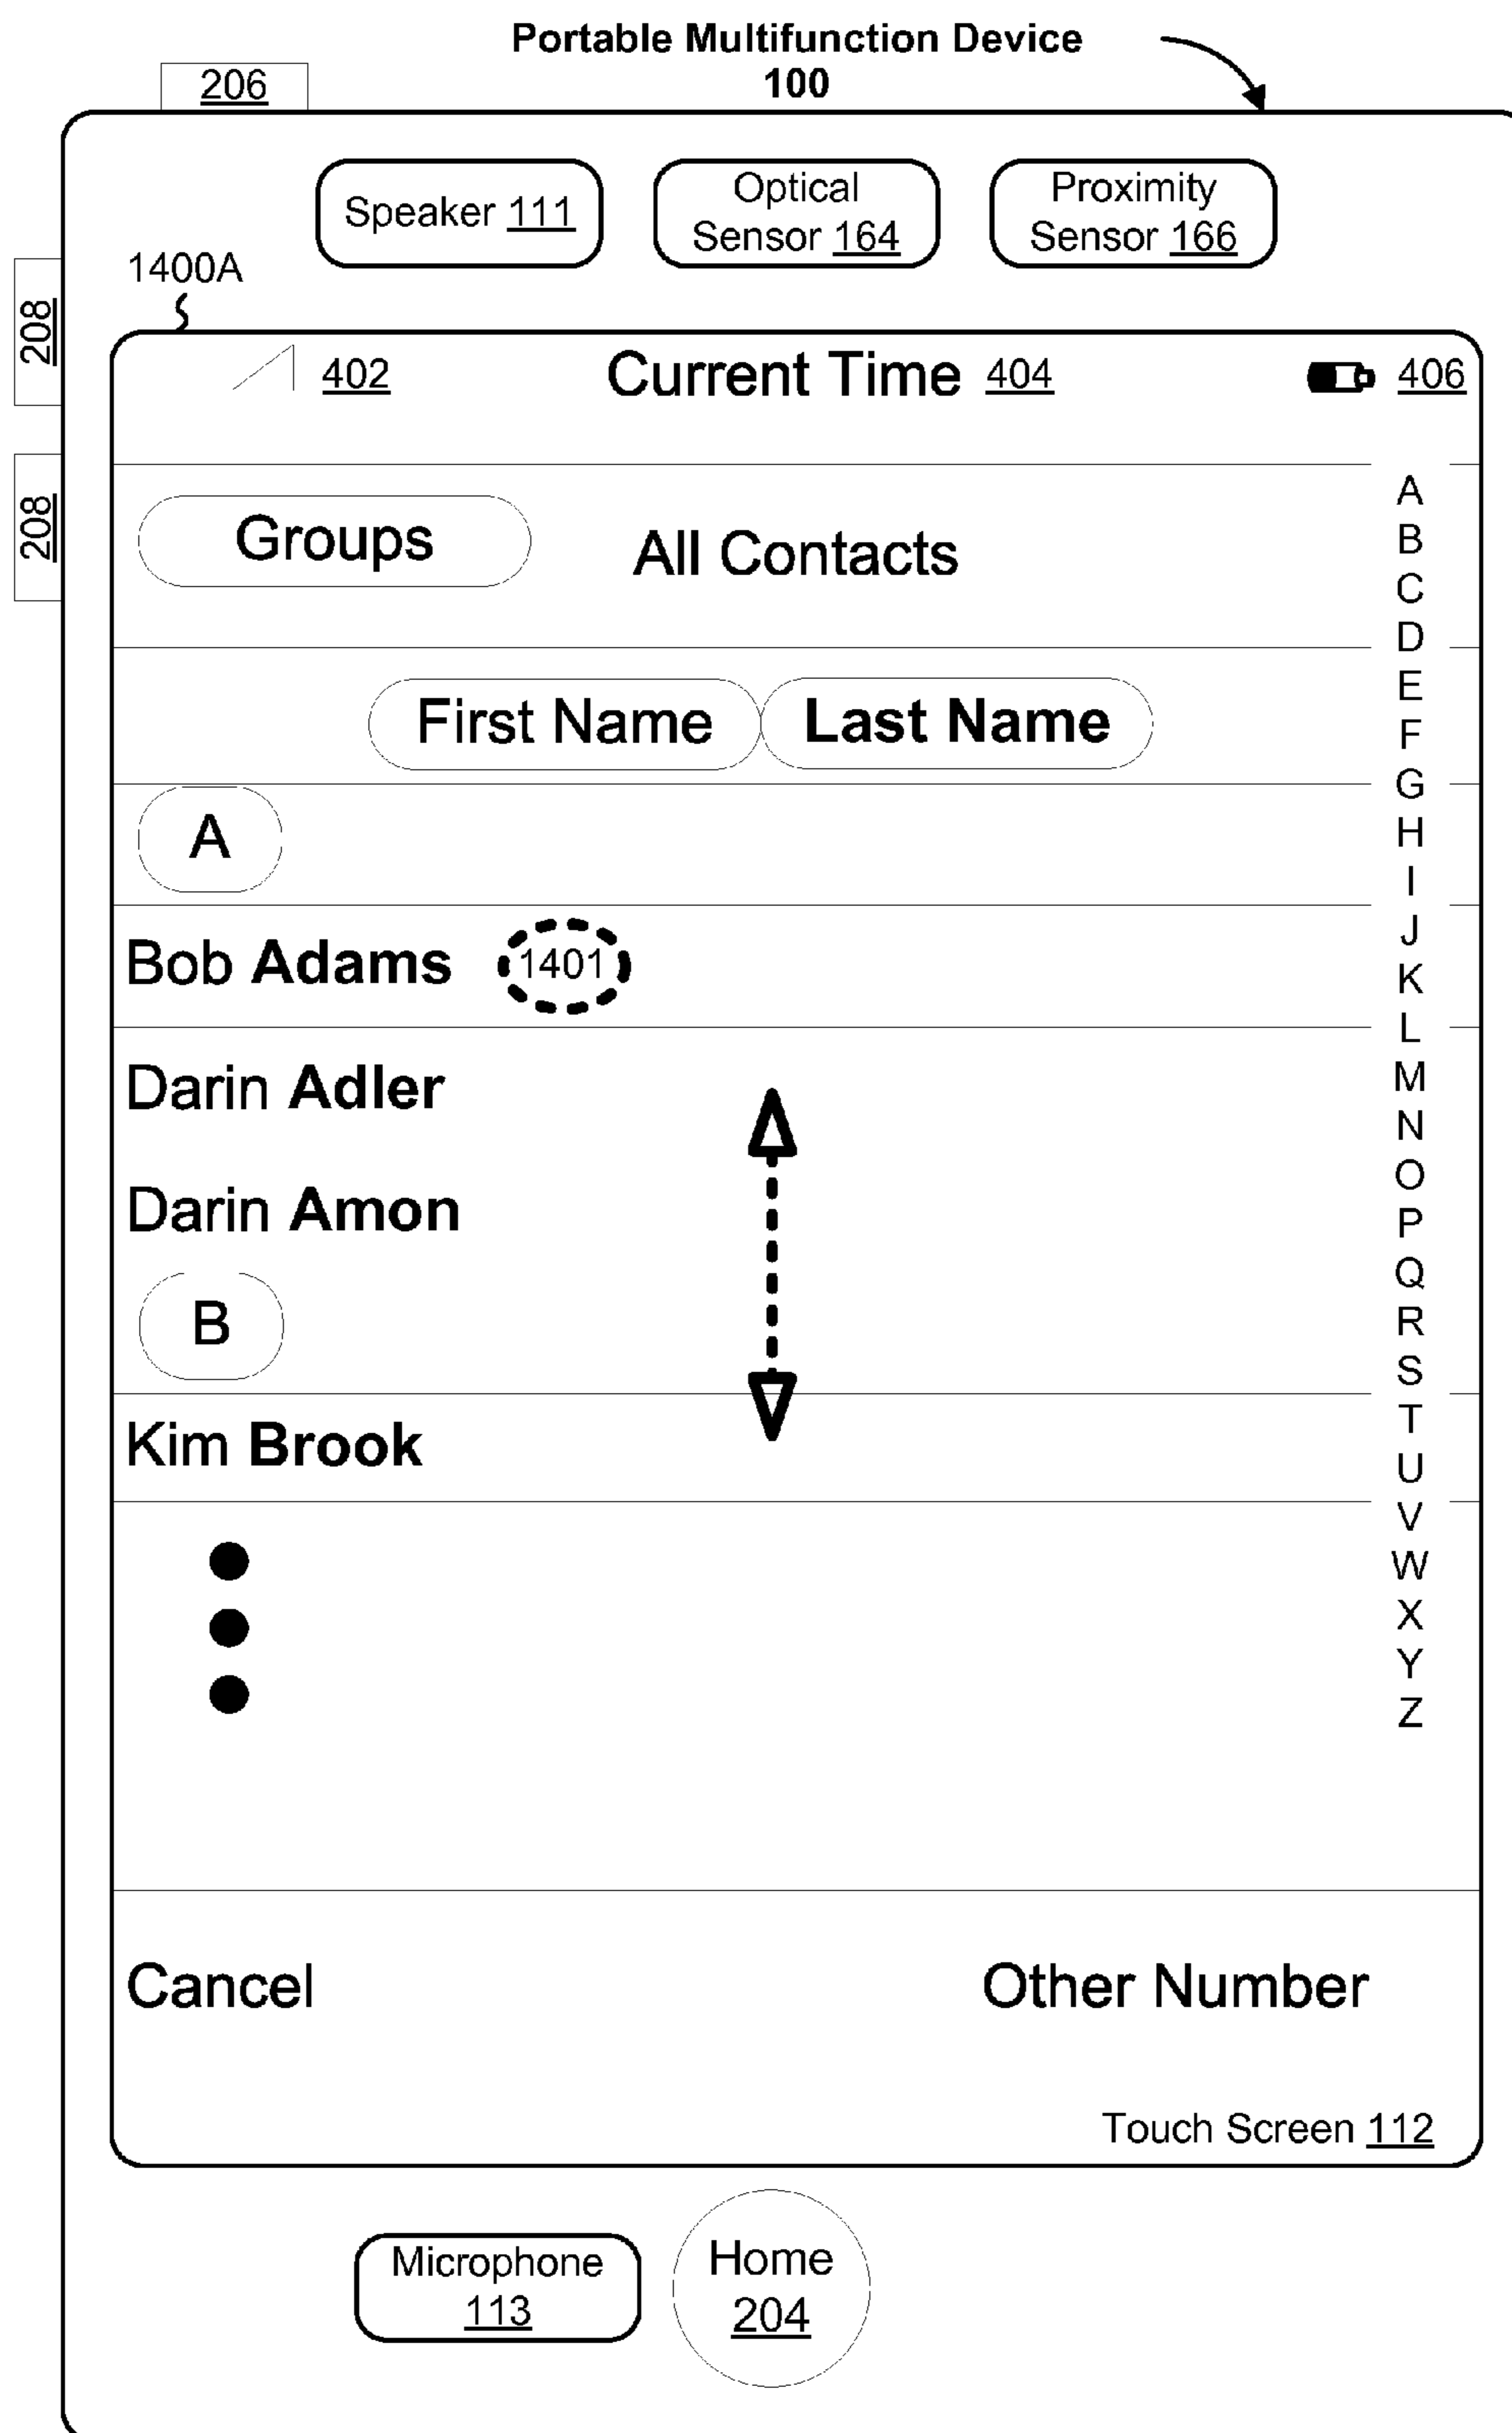 Portable Multifunction Device
100
206
Speaker 111
Optical
Sensor 164
Proximity
Sensor 166
1400A
208
208
402
Current Time 404
406
Groups
All Contacts
First Name
Last Name
A
Bob Adams
1401
Darin Adler
Darin Amon
B
Kim Brook
A
B
C
D
E
F
G
H
I
J
K
L
M
N
O
P
Q
R
S
T
U
V
W
X
Y
Z
Cancel
Other Number
Touch Screen 112
Microphone
113
Home
204